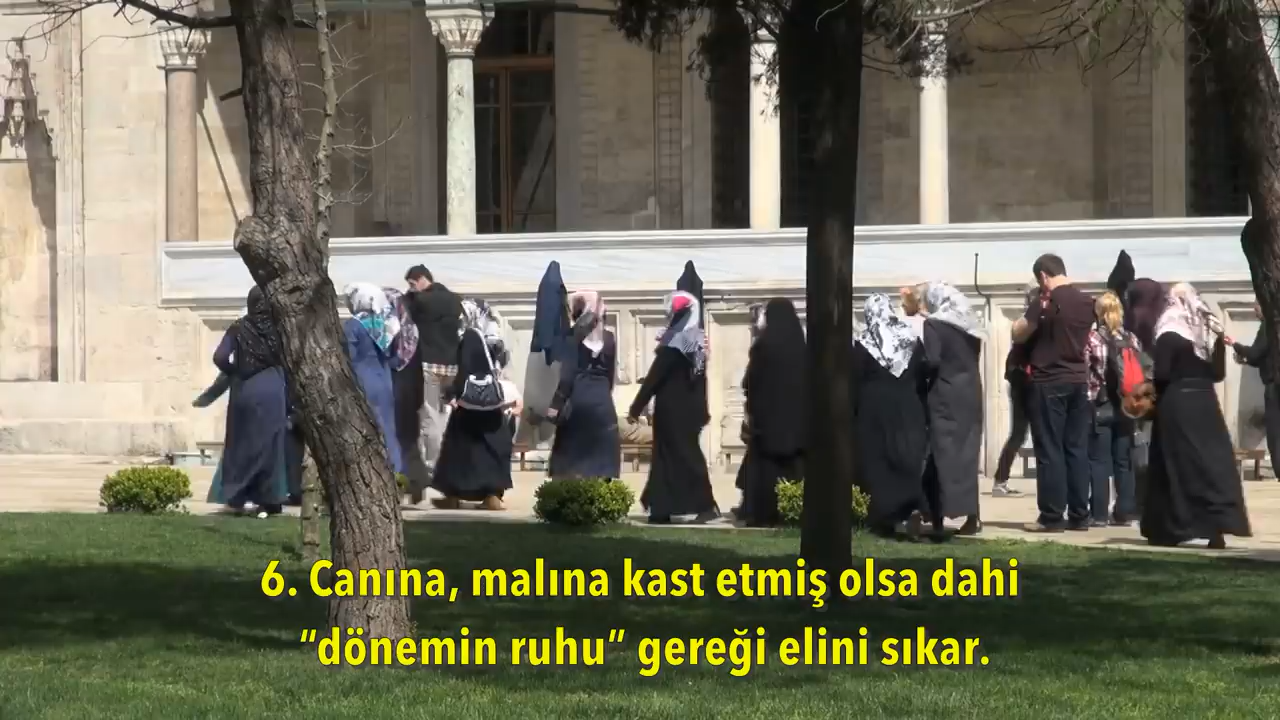 6. Canına, malına kast etmiş olsa dahi
“dönemin ruhu” gereği elini sıkar.